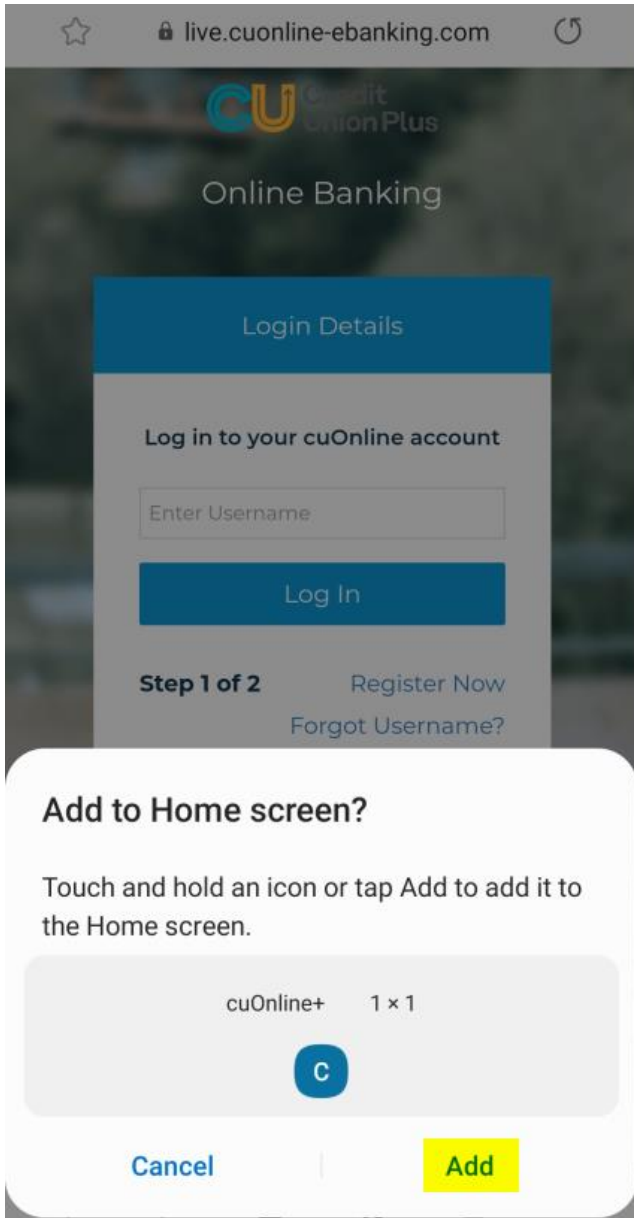 live.cuonline-ebanking.com
CU Credit
Union Plus
Online Banking
Login Details
Log in to your cuOnline account
Enter Username
Log In
Step 1 of 2 Register Now
Forgot Username?
Add to Home screen?
Touch and hold an icon or tap Add to add it to
the Home screen.
cuOnline+ 1 × 1
C
Cancel Add